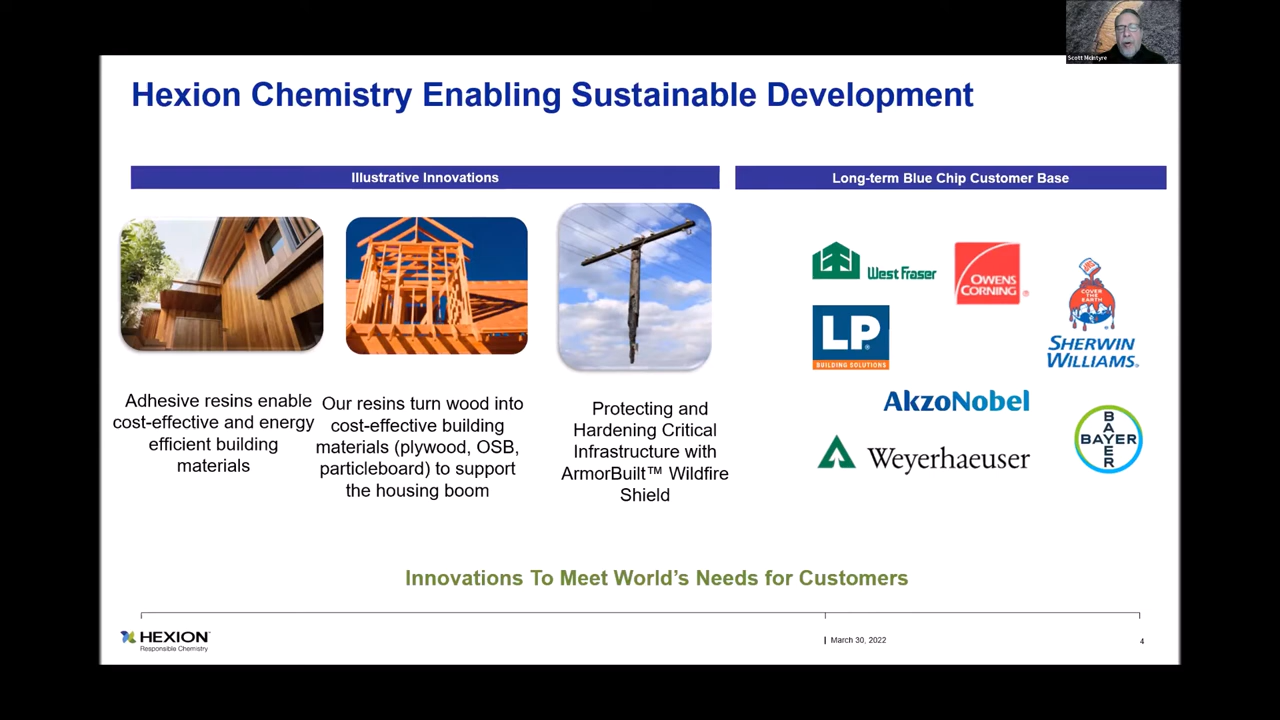 Scott McIntyre
Hexion Chemistry Enabling Sustainable Development
Illustrative Innovations
Long-term Blue Chip Customer Base
Adhesive resins enable
cost-effective and energy
efficient building
materials
Our resins turn wood into
cost-effective building
materials (plywood, OSB,
particleboard) to support
the housing boom
Protecting and
Hardening Critical
Infrastructure with
ArmorBuilt™ Wildfire
Shield
WEST FRASER
OWENS
CORNING®
LP®
BUILDING SOLUTIONS
COVER
THE
EARTH
SHERWIN
WILLIAMS®
AkzoNobel
Weyerhaeuser
BAYER
BAYER
Innovations To Meet World's Needs for Customers
HEXION™
Responsible Chemistry
March 30, 2022
4